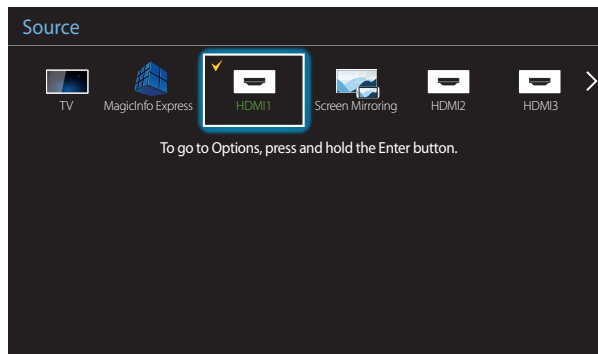 Source
TV MagicInfo Express HDMI1 Screen Mirroring HDMI2 HDMI3
To go to Options, press and hold the Enter button.